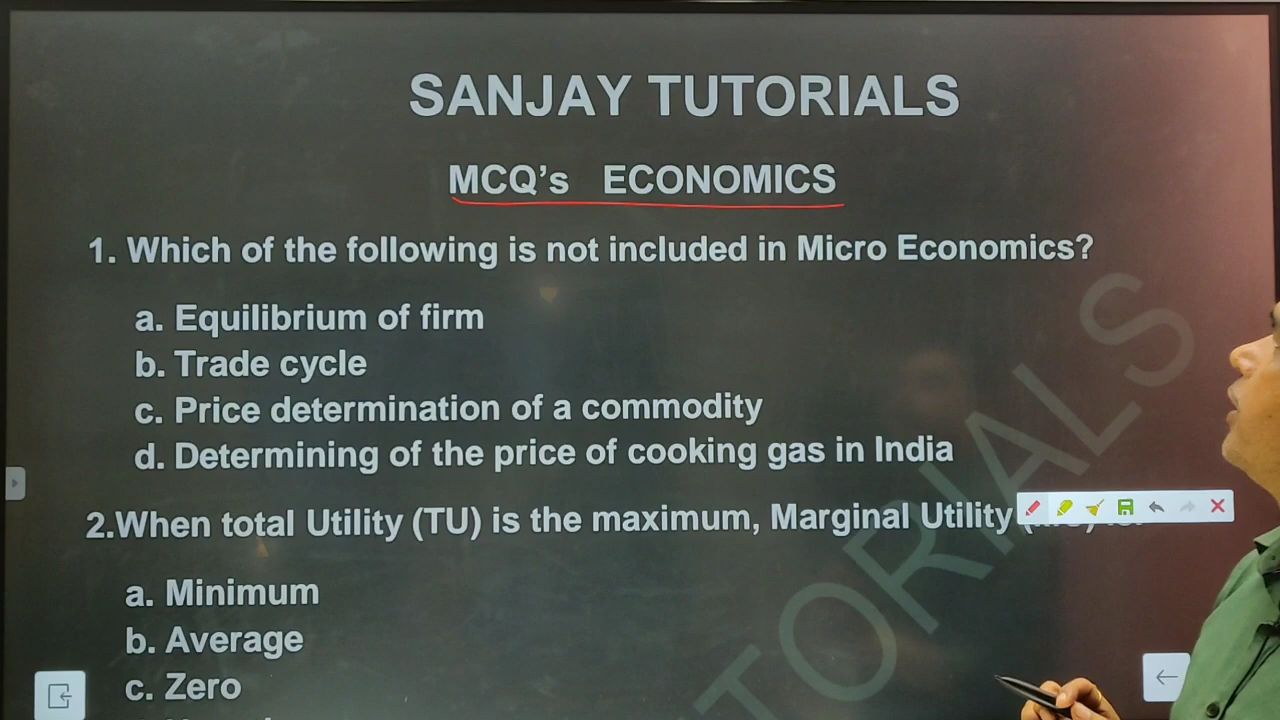 SANJAY TUTORIALS
MCQ's ECONOMICS
1. Which of the following is not included in Micro Economics?
a. Equilibrium of firm
b. Trade cycle
c. Price determination of a commodity
d. Determining of the price of cooking gas in India
2.When total Utility (TU) is the maximum, Marginal Utility
a. Minimum
b. Average
c. Zero
TORIALS